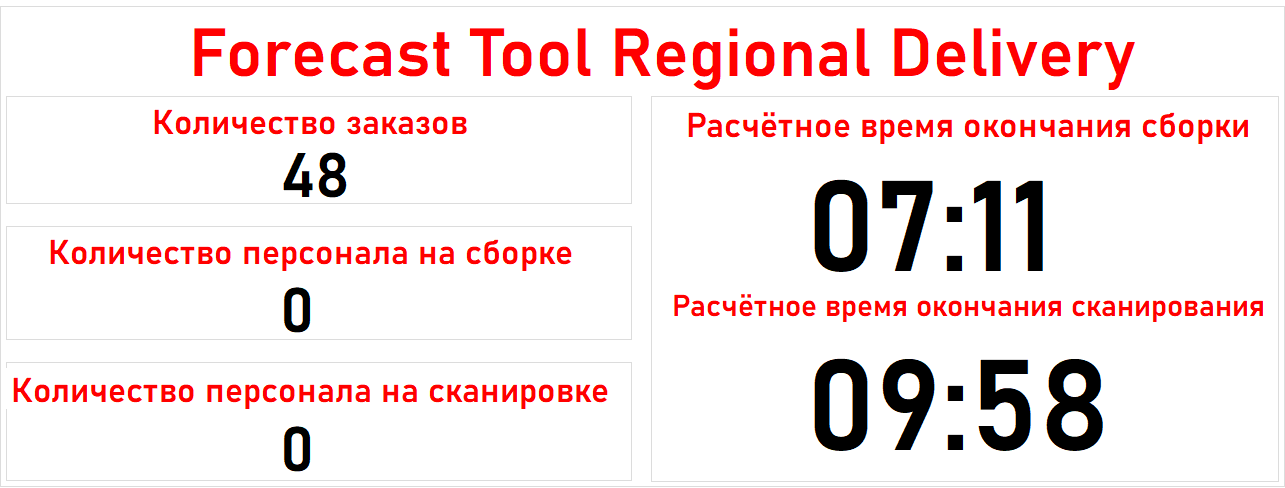 Forecast Tool Regional Delivery
Количество заказов
48
Количество персонала на сборке
0
Количество персонала на сканировке
0
Расчётное время окончания сборки
07:11
Расчётное время окончания сканирования
09:58